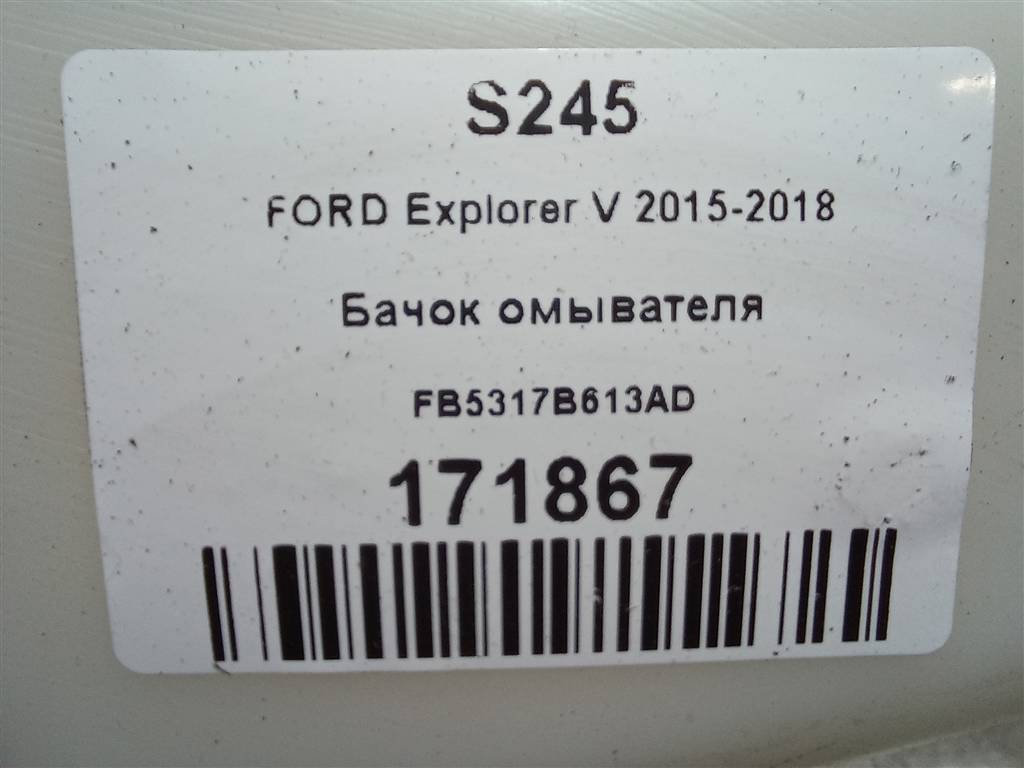 S245
FORD Explorer V 2015-2018
Бачок омывателя
FB5317B613AD
171867